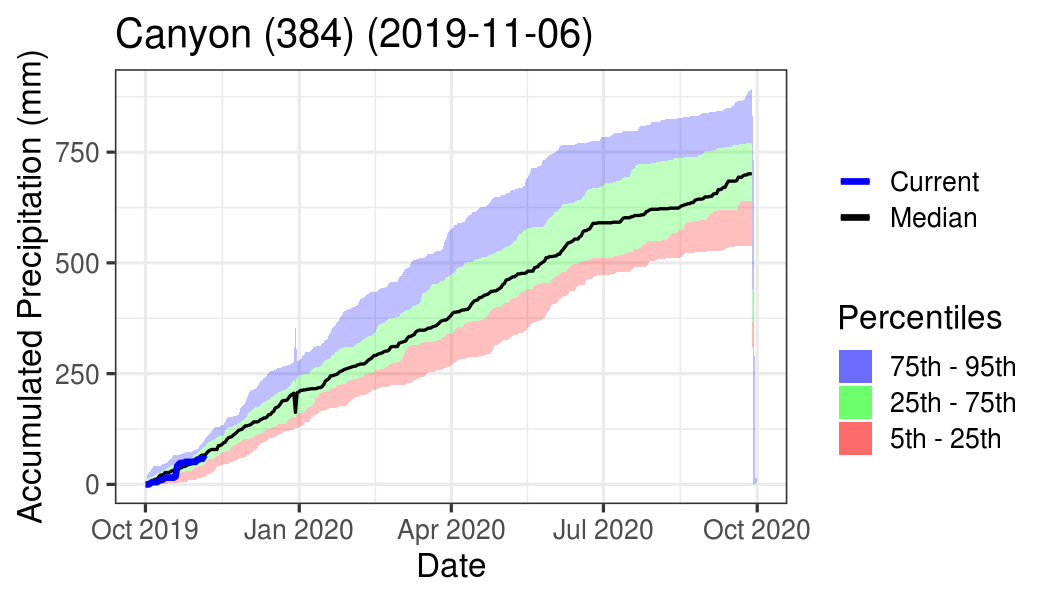 Canyon (384) (2019-11-06)
Accumulated Precipitation (mm)
750
500
250
0
Oct 2019 Jan 2020 Apr 2020 Jul 2020 Oct 2020
Date
Current
Median
Percentiles
75th - 95th
25th - 75th
5th - 25th